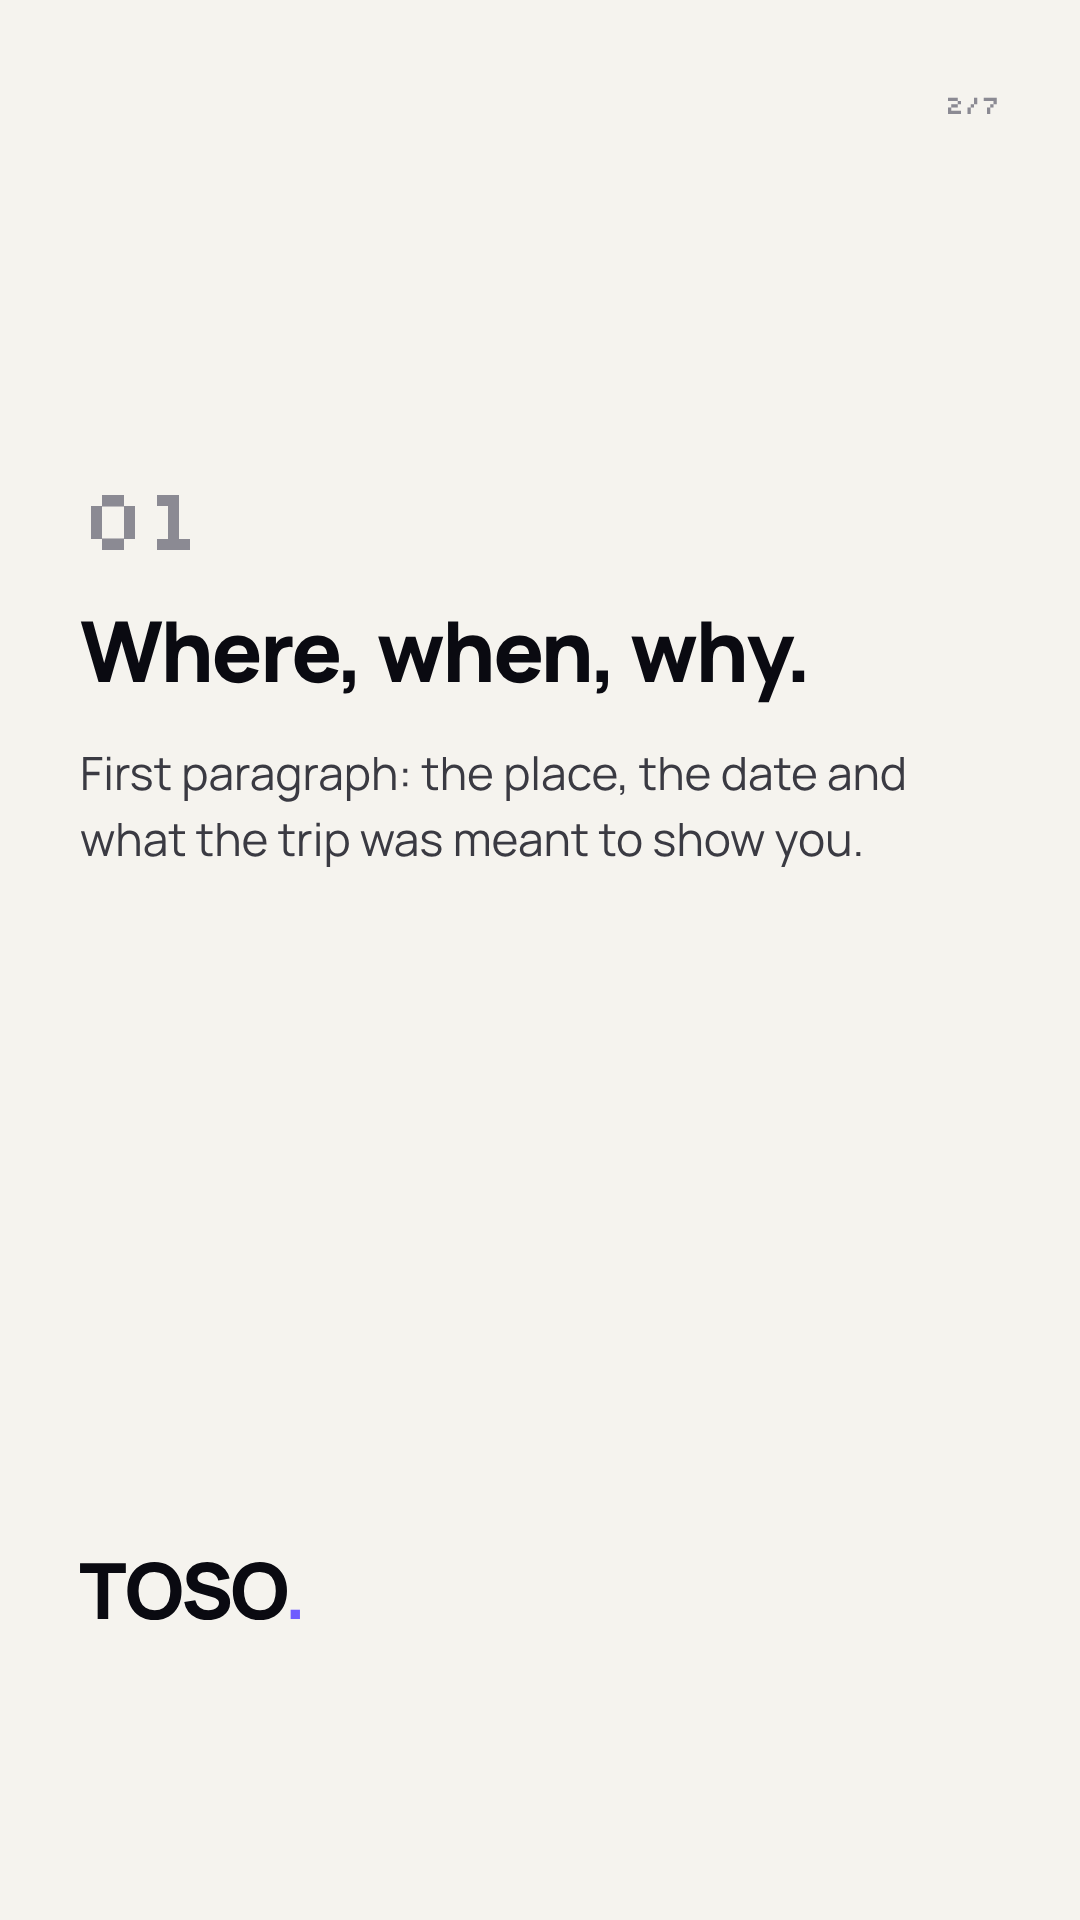 2/7
01
Where, when, why.
First paragraph: the place, the date and
what the trip was meant to show you.
TOSO.